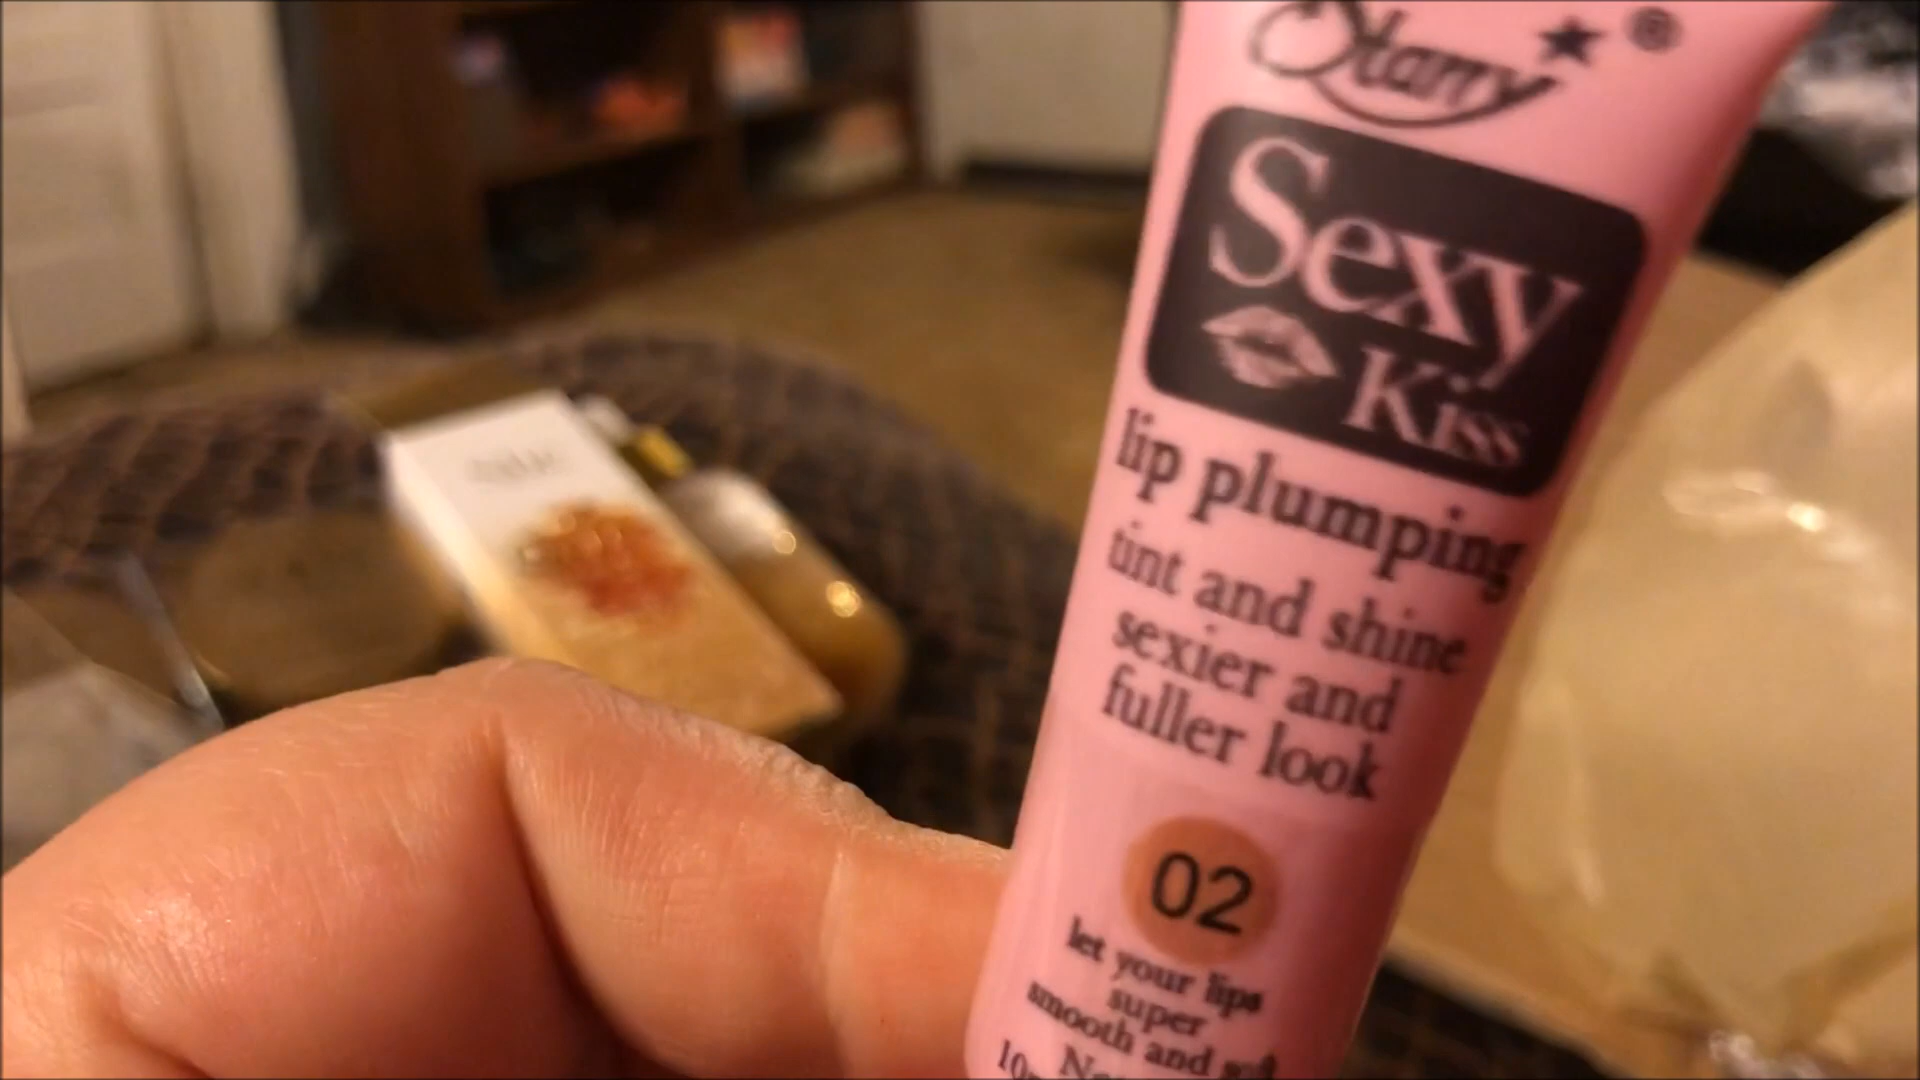 Starry ®
Sexy
Kiss
lip plumping
tint and shine
sexier and
fuller look
02
let your lips
super
smooth and soft